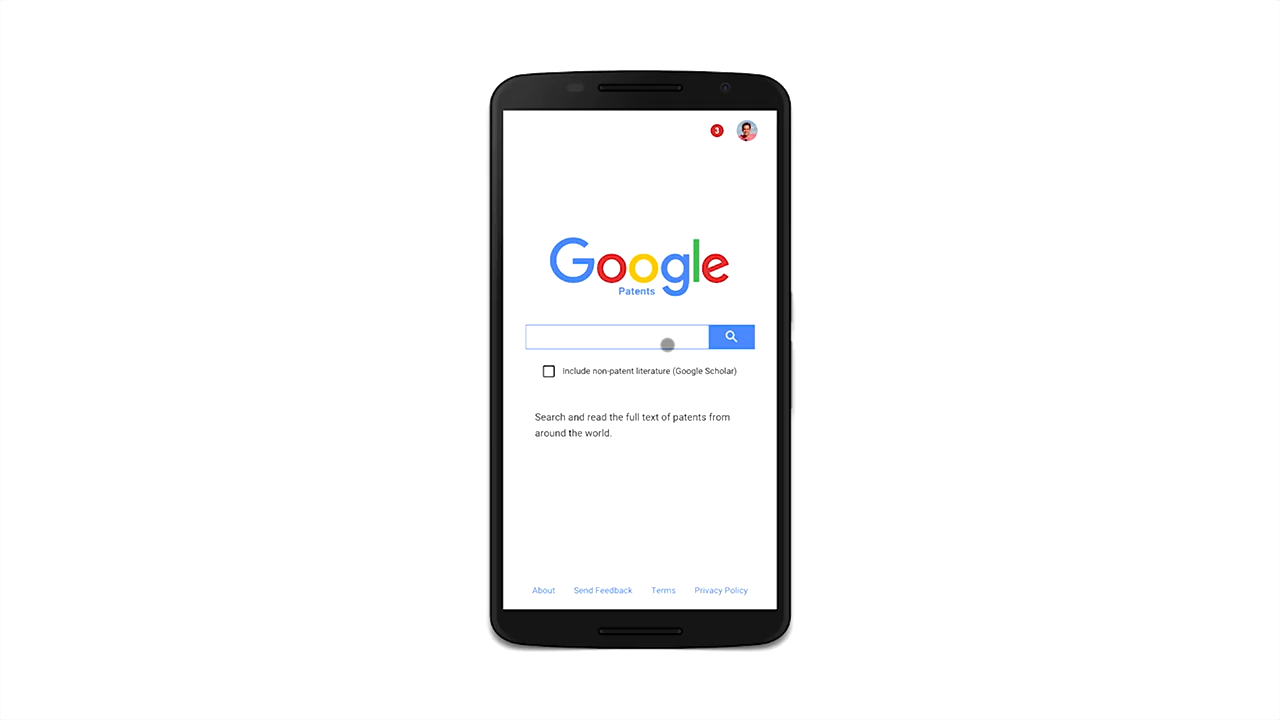 3
Google
Patents
Include non-patent literature (Google Scholar)
Search and read the full text of patents from
around the world.
About Send Feedback Terms Privacy Policy